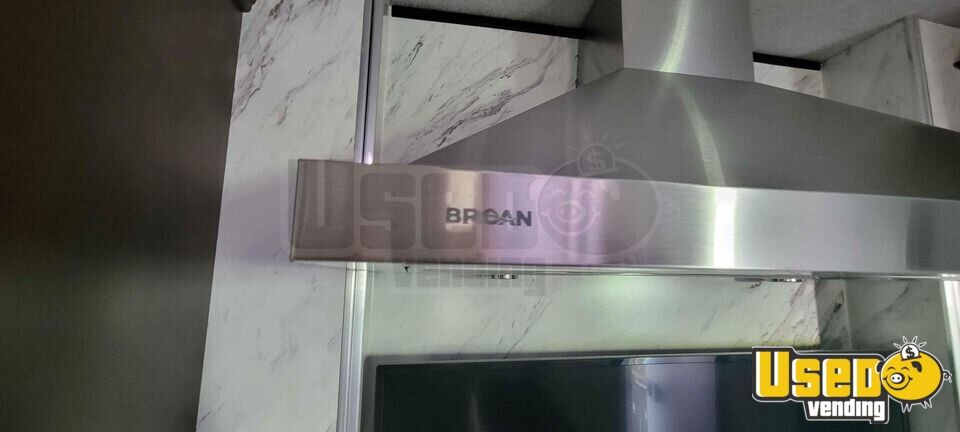 USED
vending
BROAN
USED
vending